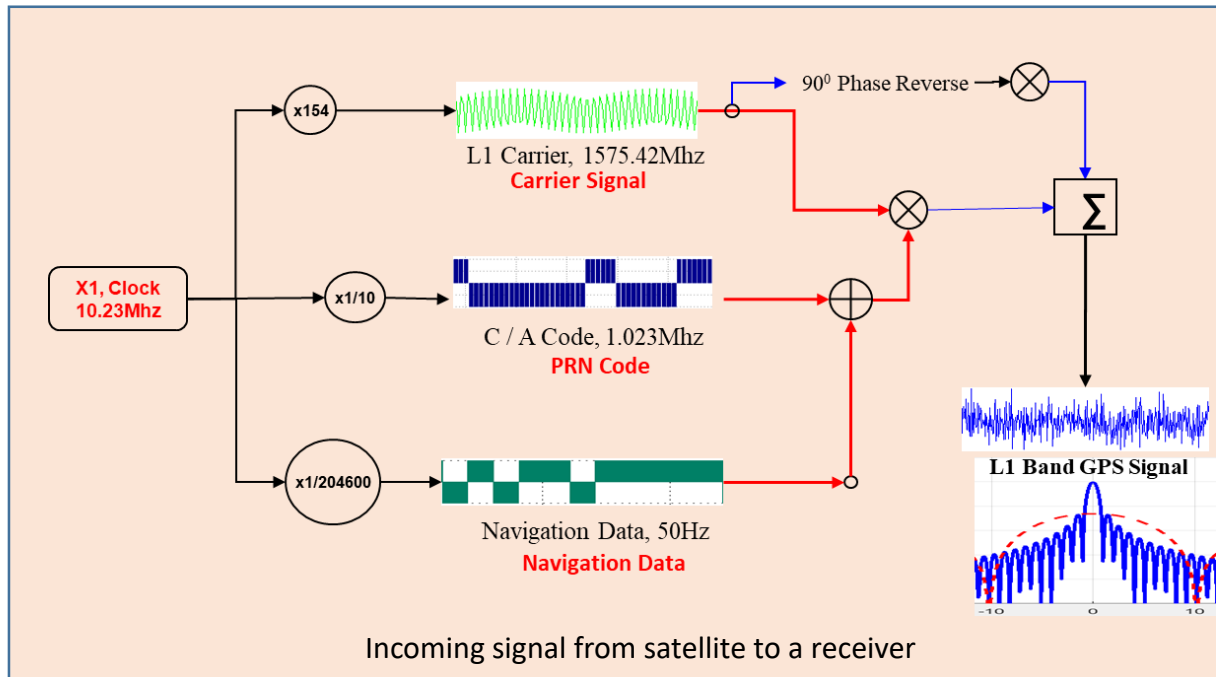 90⁰ Phase Reverse
x154
L1 Carrier, 1575.42Mhz
Carrier Signal
Σ
X1, Clock
10.23Mhz
x1/10
C / A Code, 1.023Mhz
PRN Code
x1/204600
Navigation Data, 50Hz
Navigation Data
L1 Band GPS Signal
-10 0 10
Incoming signal from satellite to a receiver